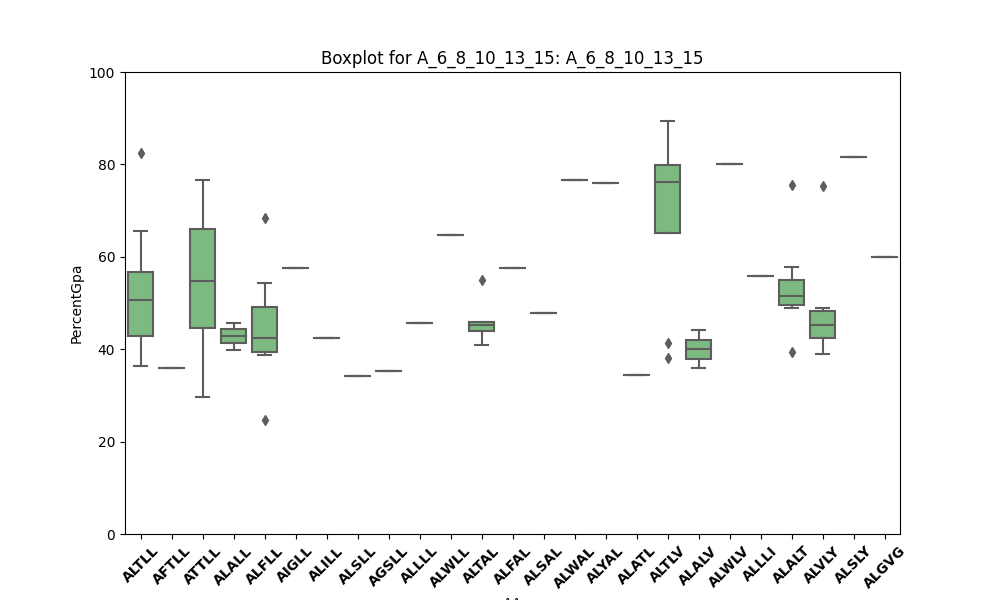 Boxplot for A_6_8_10_13_15: A_6_8_10_13_15
PercentGpa
100
80
60
40
20
0
ALTLL AFTLL ATTLL ALALL ALFLL AIGLL ALILL ALSLL AGSLL ALLLL ALWLL ALTAL ALFAL ALSAL ALWAL ALYAL ALATL ALTLV ALALV ALWLV ALLLI ALALT ALVLY ALSLY ALGVG